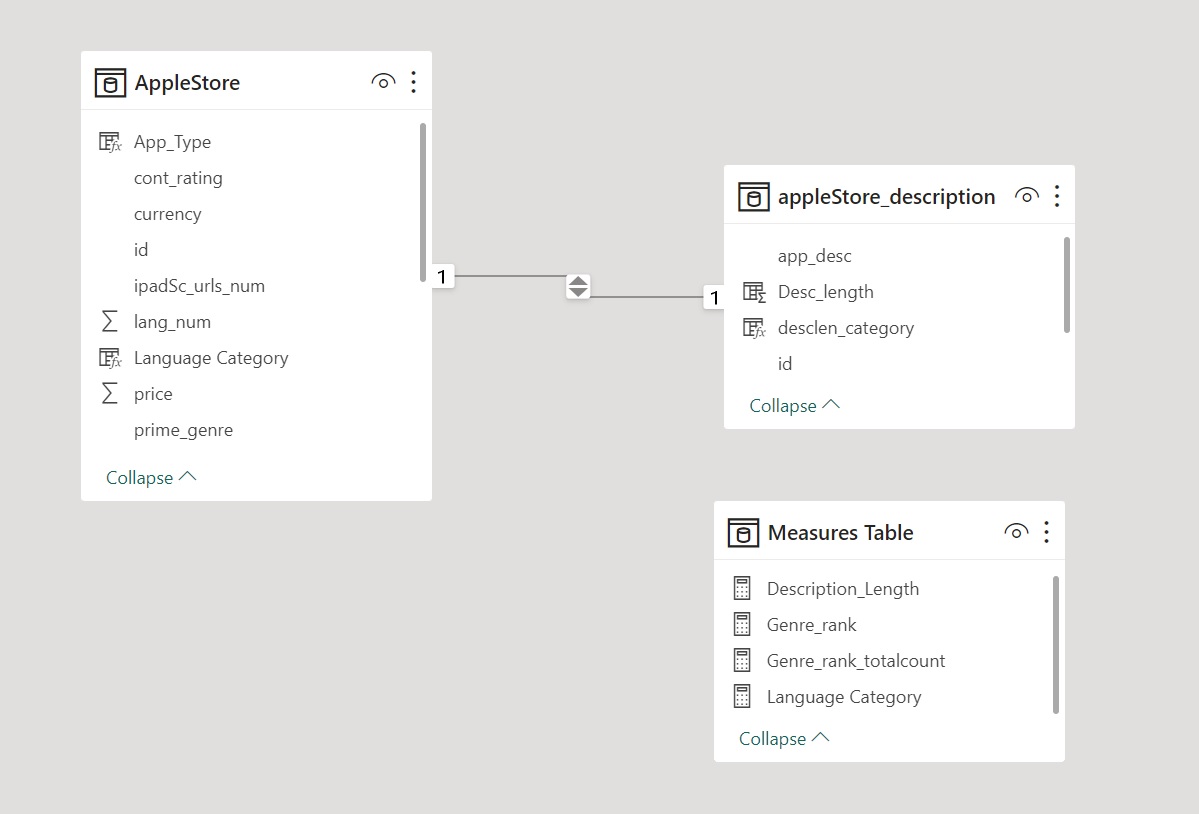 AppleStore
App_Type
cont_rating
currency
id
ipadSc_urls_num
lang_num
Language Category
price
prime_genre
Collapse
1
1
appleStore_description
app_desc
Desc_length
desclen_category
id
Collapse
Measures Table
Description_Length
Genre_rank
Genre_rank_totalcount
Language Category
Collapse